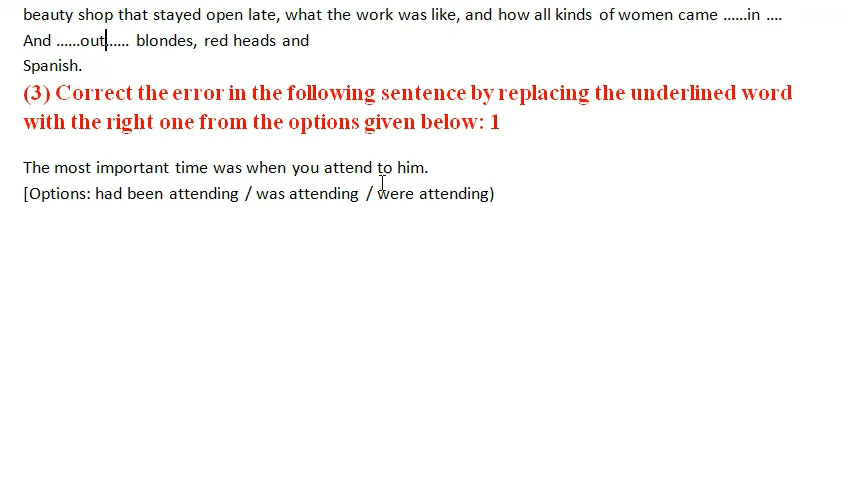 beauty shop that stayed open late, what the work was like, and how all kinds of women came ......in ....
And ......out...... blondes, red heads and
Spanish.
(3) Correct the error in the following sentence by replacing the underlined word
with the right one from the options given below: 1
The most important time was when you attend to him.
[Options: had been attending / was attending / were attending)